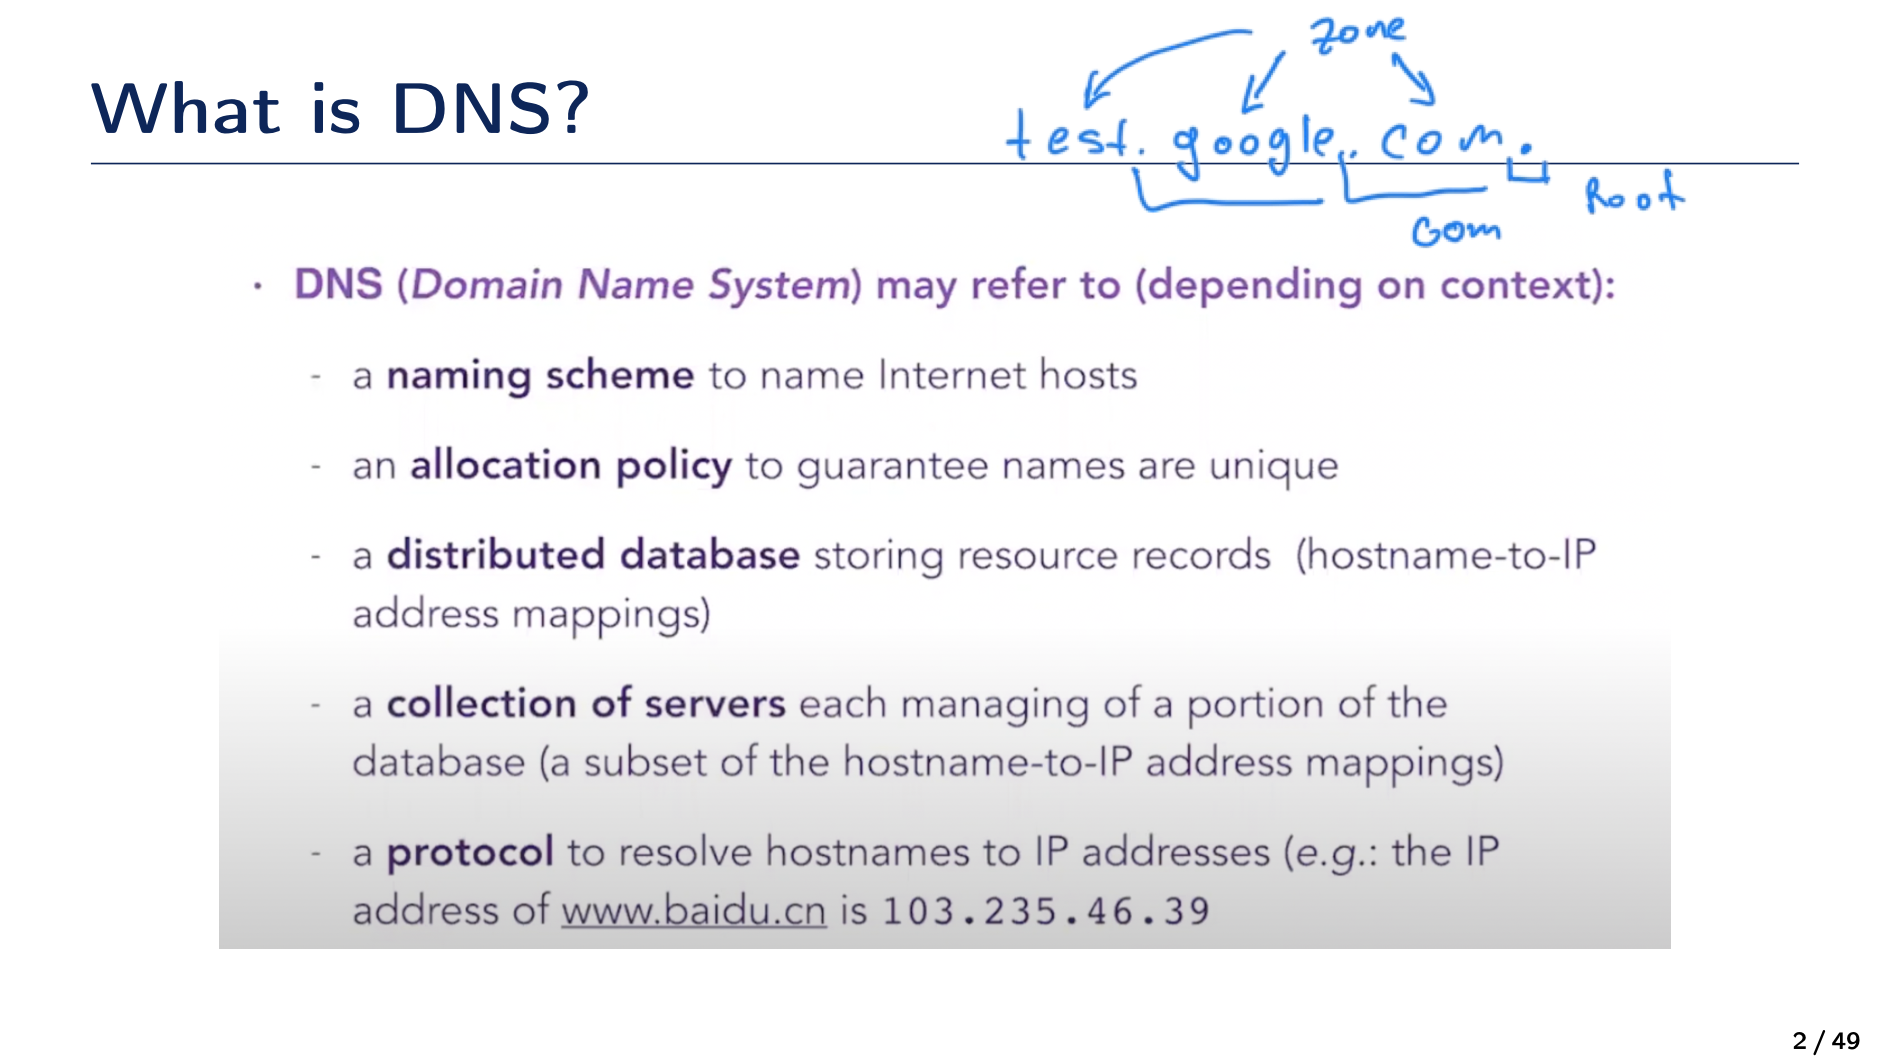 zone
What is DNS?
test. google.. com.
Root
Com
· DNS (Domain Name System) may refer to (depending on context):
- a naming scheme to name Internet hosts
- an allocation policy to guarantee names are unique
- a distributed database storing resource records (hostname-to-IP
address mappings)
- a collection of servers each managing of a portion of the
database (a subset of the hostname-to-IP address mappings)
- a protocol to resolve hostnames to IP addresses (e.g.: the IP
address of www.baidu.cn is 103.235.46.39
2 / 49